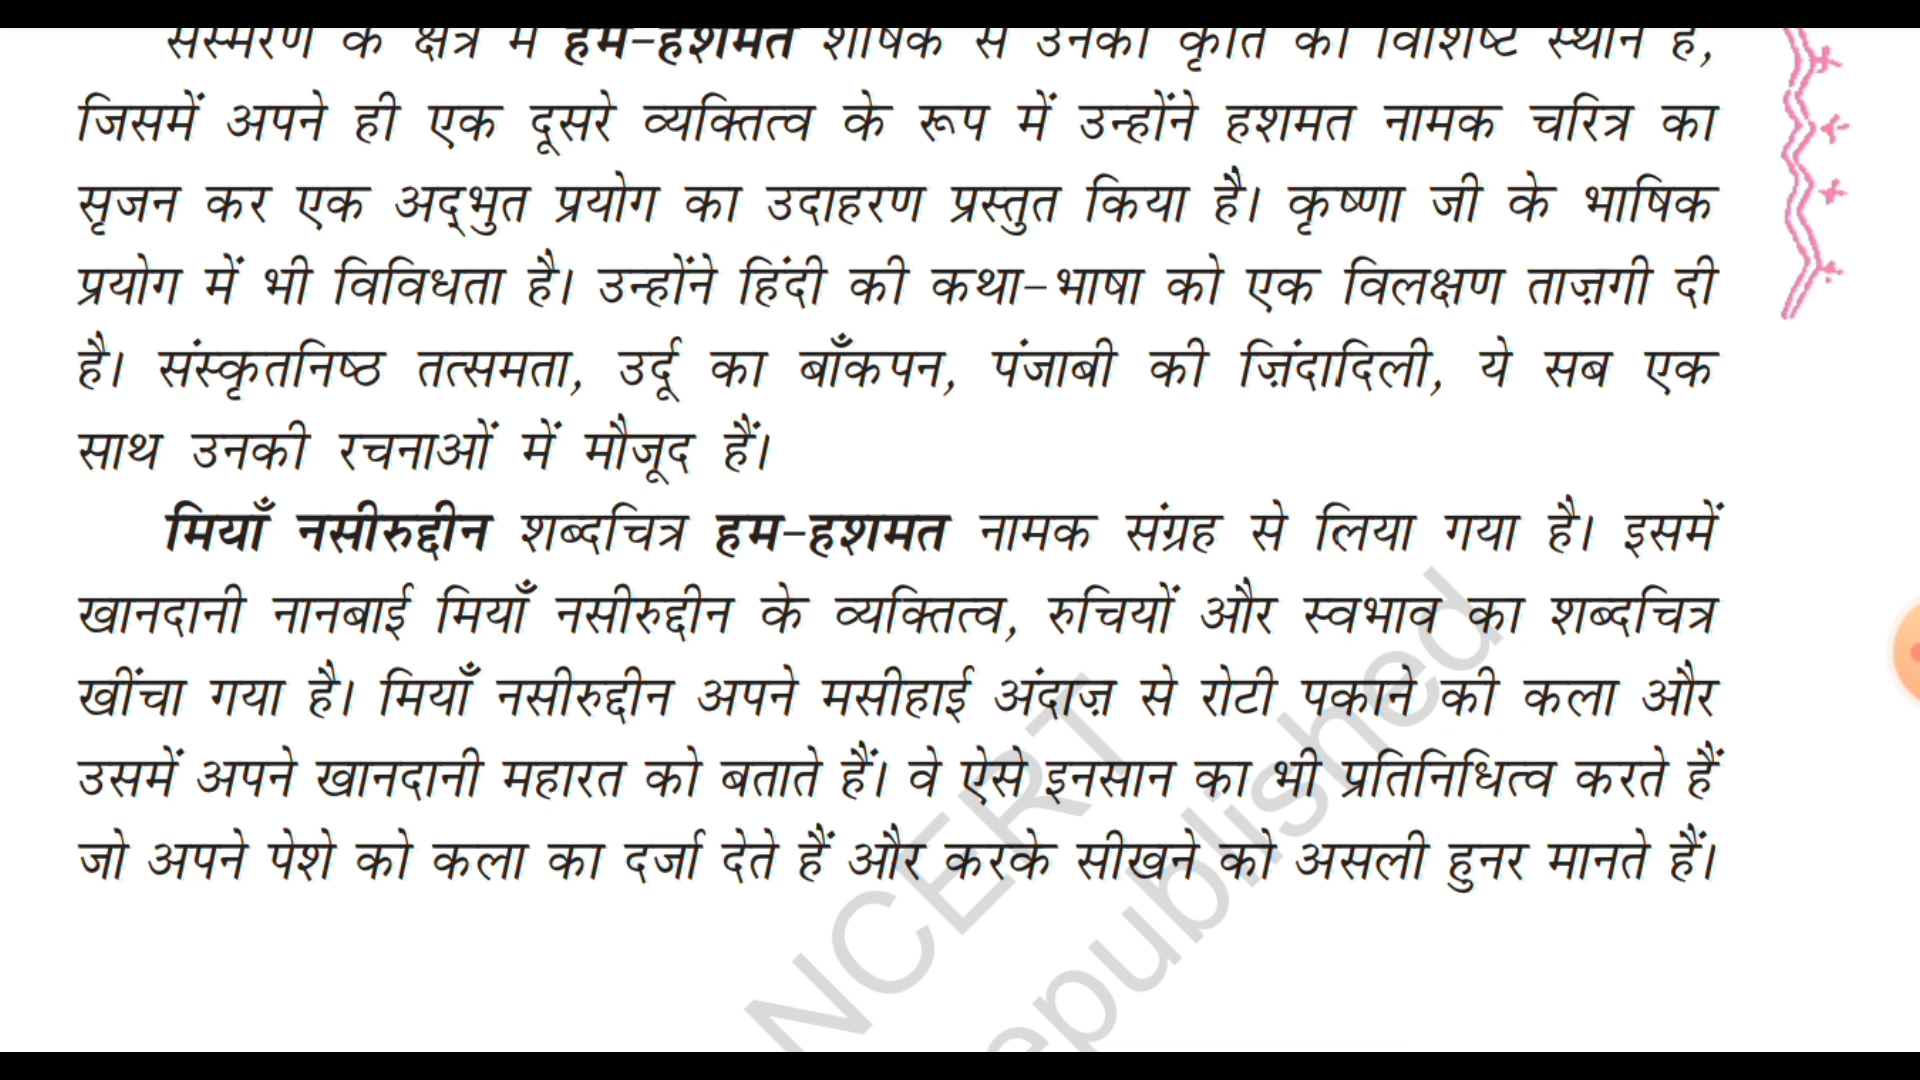 संस्मरण के क्षेत्र में हम-हशमत शीर्षक से उनकी कृति का विशिष्ट स्थान है,
जिसमें अपने ही एक दूसरे व्यक्तित्व के रूप में उन्होंने हशमत नामक चरित्र का
सृजन कर एक अद्‌भुत प्रयोग का उदाहरण प्रस्तुत किया है। कृष्णा जी के भाषिक
प्रयोग में भी विविधता है। उन्होंने हिंदी की कथा-भाषा को एक विलक्षण ताज़गी दी
है। संस्कृतनिष्ठ तत्समता, उर्दू का बाँकपन, पंजाबी की ज़िंदादिली, ये सब एक
साथ उनकी रचनाओं में मौजूद हैं।
मियाँ नसीरुद्दीन शब्दचित्र हम-हशमत नामक संग्रह से लिया गया है। इसमें
खानदानी नानबाई मियाँ नसीरुद्दीन के व्यक्तित्व, रुचियों और स्वभाव का शब्दचित्र
खींचा गया है। मियाँ नसीरुद्दीन अपने मसीहाई अंदाज़ से रोटी पकाने की कला और
उसमें अपने खानदानी महारत को बताते हैं। वे ऐसे इनसान का भी प्रतिनिधित्व करते हैं
जो अपने पेशे को कला का दर्जा देते हैं और करके सीखने को असली हुनर मानते हैं।
NCERT
epublished